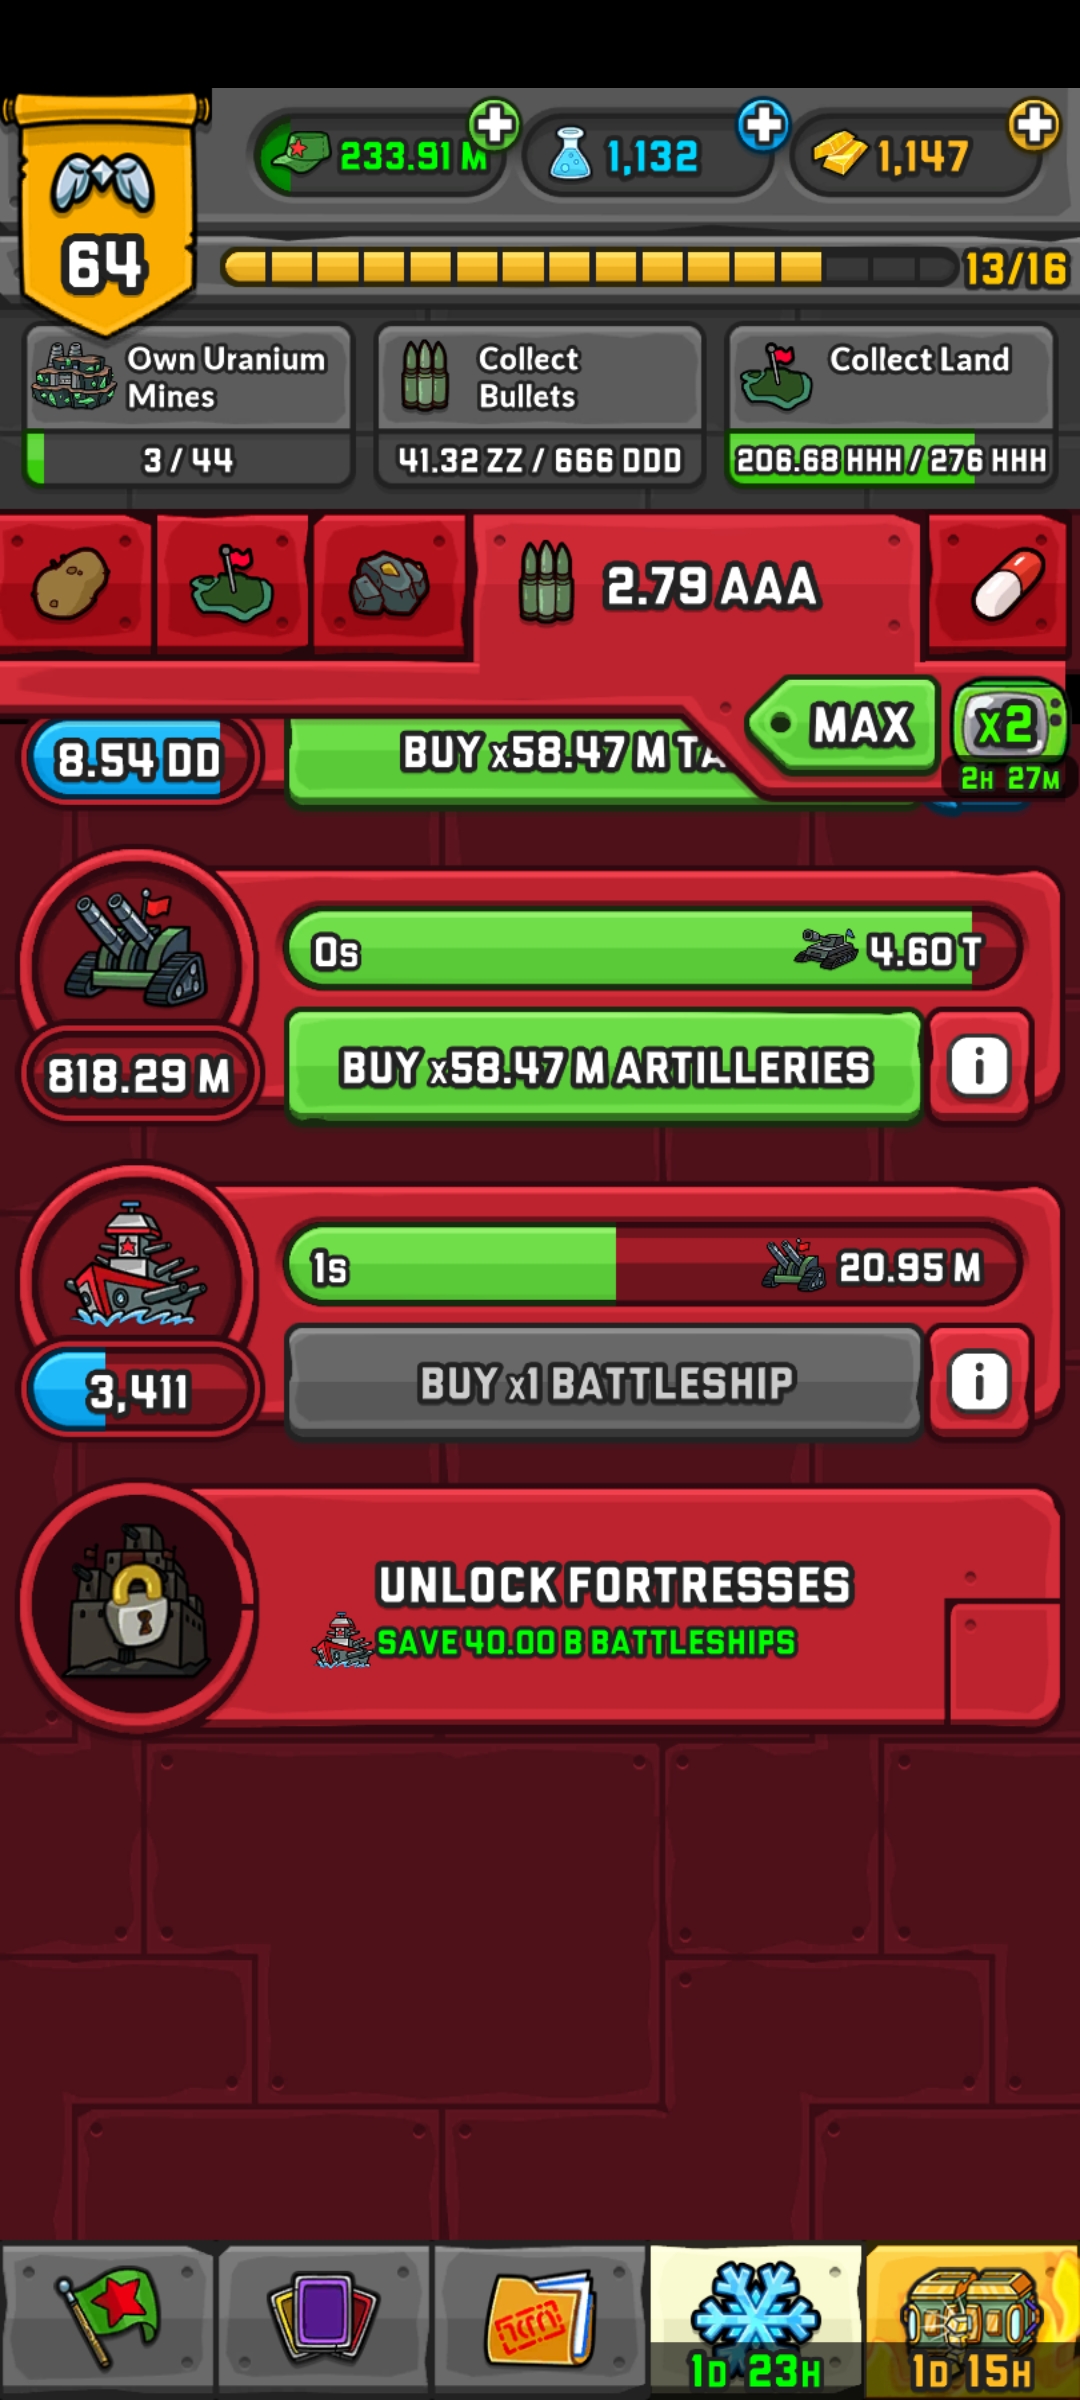 233.91 M
1,132
1,147
64
13/16
Own Uranium
Mines
3 / 44
Collect
Bullets
41.32 ZZ / 666 DDD
Collect Land
206.68 HHH / 276 HHH
2.79 AAA
MAX
x2
2H 27M
8.54 DD
BUY x58.47 M TA
0s
4.60 T
818.29 M
BUY x58.47 M ARTILLERIES
i
1s
20.95 M
3,411
BUY x1 BATTLESHIP
i
UNLOCK FORTRESSES
SAVE 40.00 B BATTLESHIPS
1D 23H
1D 15H